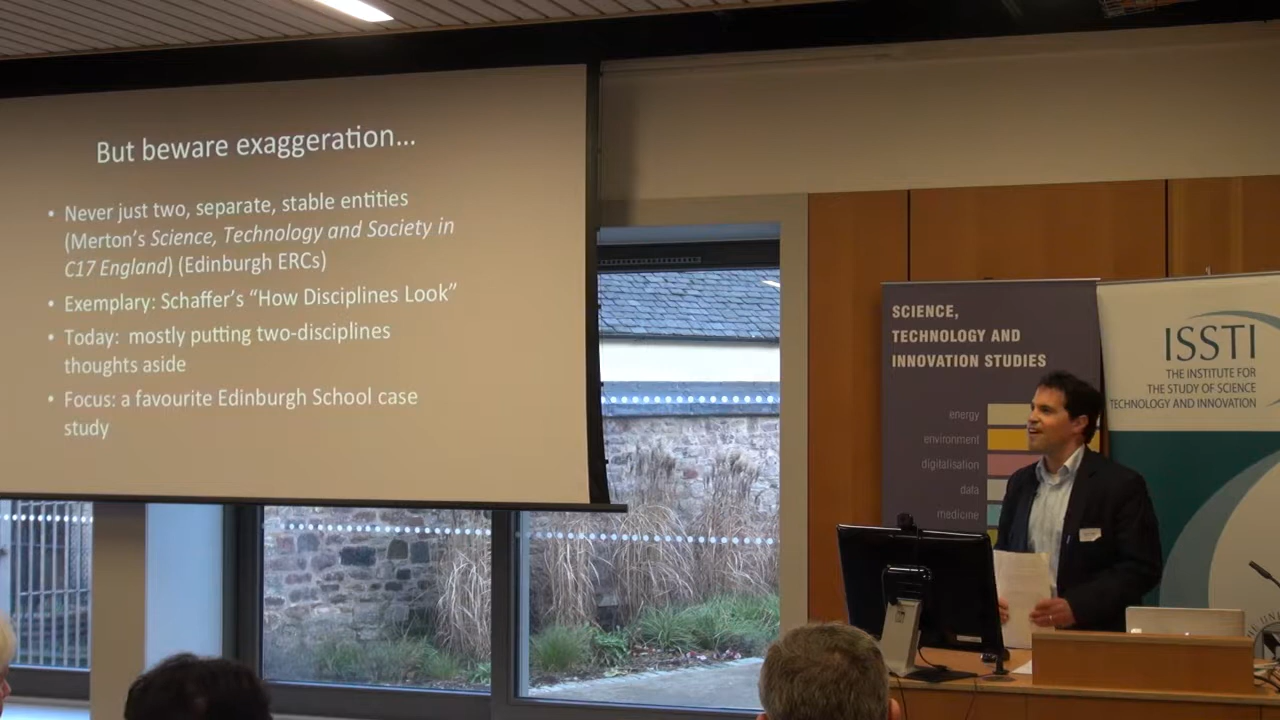 But beware exaggeration...
• Never just two, separate, stable entities
(Merton's Science, Technology and Society in
C17 England) (Edinburgh ERCs)
• Exemplary: Schaffer's “How Disciplines Look”
• Today: mostly putting two-disciplines
thoughts aside
• Focus: a favourite Edinburgh School case
study
SCIENCE,
TECHNOLOGY AND
INNOVATION STUDIES
energy
environment
digitalisation
data
medicine
ISSTI
THE INSTITUTE FOR
THE STUDY OF SCIENCE
TECHNOLOGY AND INNOVATION